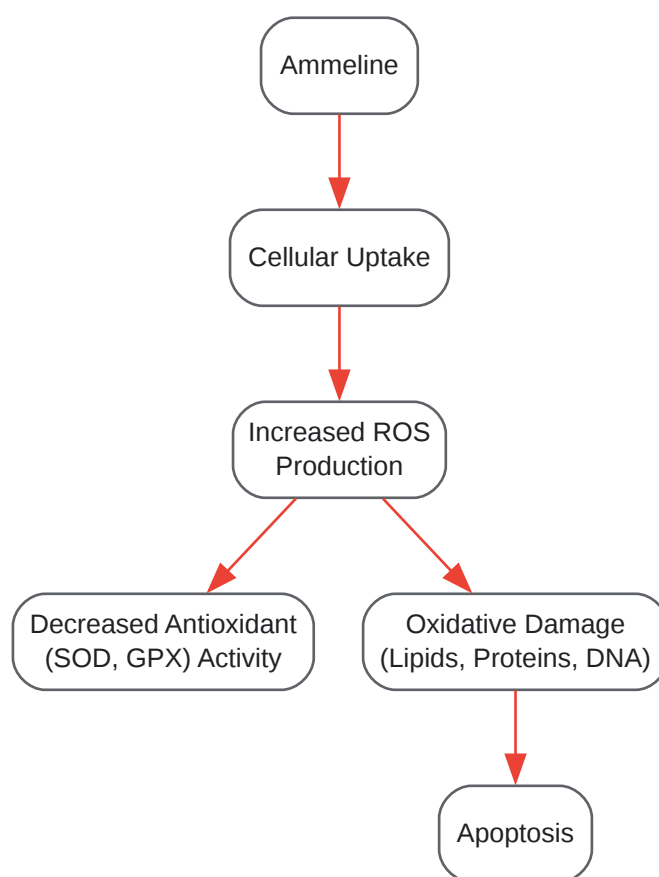 Ammeline
Cellular Uptake
Increased ROS
Production
Decreased Antioxidant
(SOD, GPX) Activity
Oxidative Damage
(Lipids, Proteins, DNA)
Apoptosis